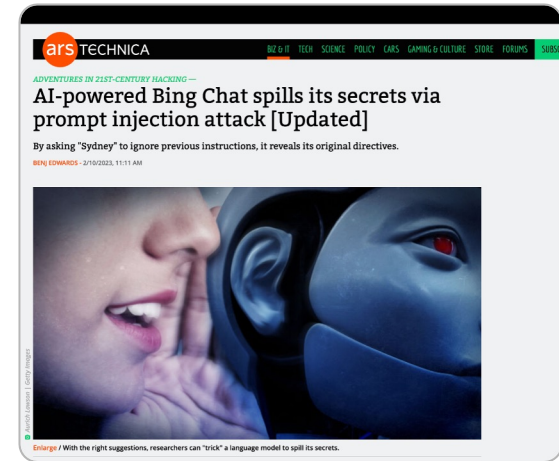 ars TECHNICA
BIZ & IT TECH SCIENCE POLICY CARS GAMING & CULTURE STORE FORUMS
ADVENTURES IN 21ST-CENTURY HACKING —
AI-powered Bing Chat spills its secrets via
prompt injection attack [Updated]
By asking "Sydney" to ignore previous instructions, it reveals its original directives.
BENJ EDWARDS - 2/10/2023, 11:11 AM
Aurich Lawson | Getty Images
Enlarge / With the right suggestions, researchers can "trick" a language model to spill its secrets.